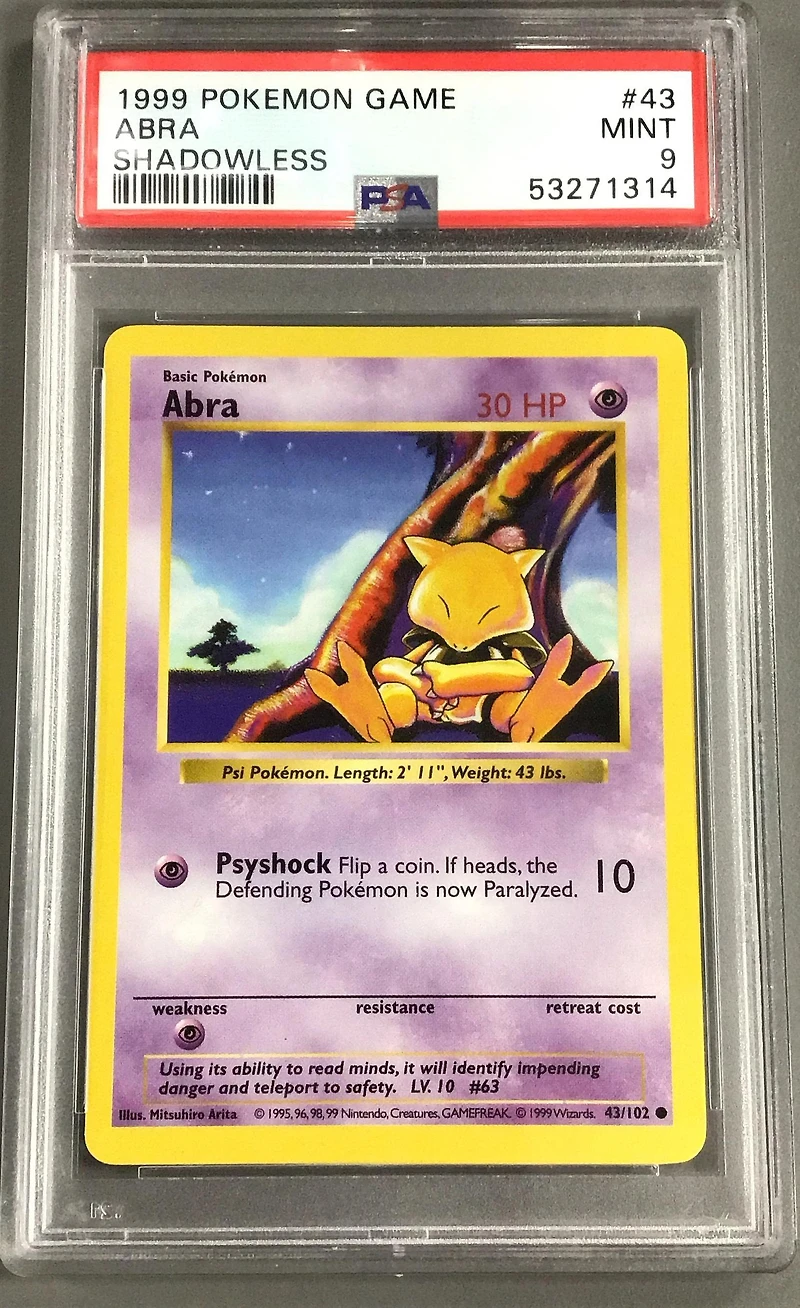 1999 POKEMON GAME #43
ABRA MINT
SHADOWLESS 9
PSA 53271314
Basic Pokémon
Abra 30 HP
Psi Pokémon. Length: 2' 11", Weight: 43 lbs.
Psyshock Flip a coin. If heads, the
Defending Pokémon is now Paralyzed. 10
weakness resistance retreat cost
Using its ability to read minds, it will identify impending
danger and teleport to safety. LV. 10 #63
Illus. Mitsuhiro Arita © 1995, 96, 98, 99 Nintendo, Creatures, GAMEFREAK. © 1999 Wizards. 43/102 ●